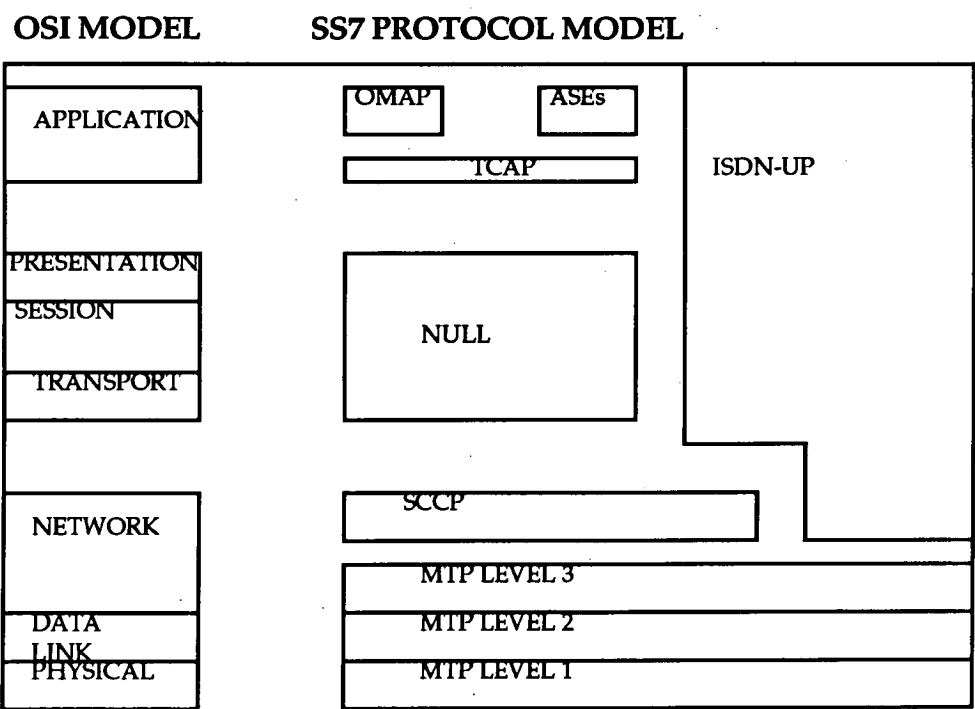 OSI MODEL
SS7 PROTOCOL MODEL
APPLICATION
OMAP
ASEs
TCAP
ISDN-UP
PRESENTATION
SESSION
TRANSPORT
NULL
NETWORK
SCCP
MTP LEVEL 3
DATA
LINK
MTP LEVEL 2
PHYSICAL
MTP LEVEL 1